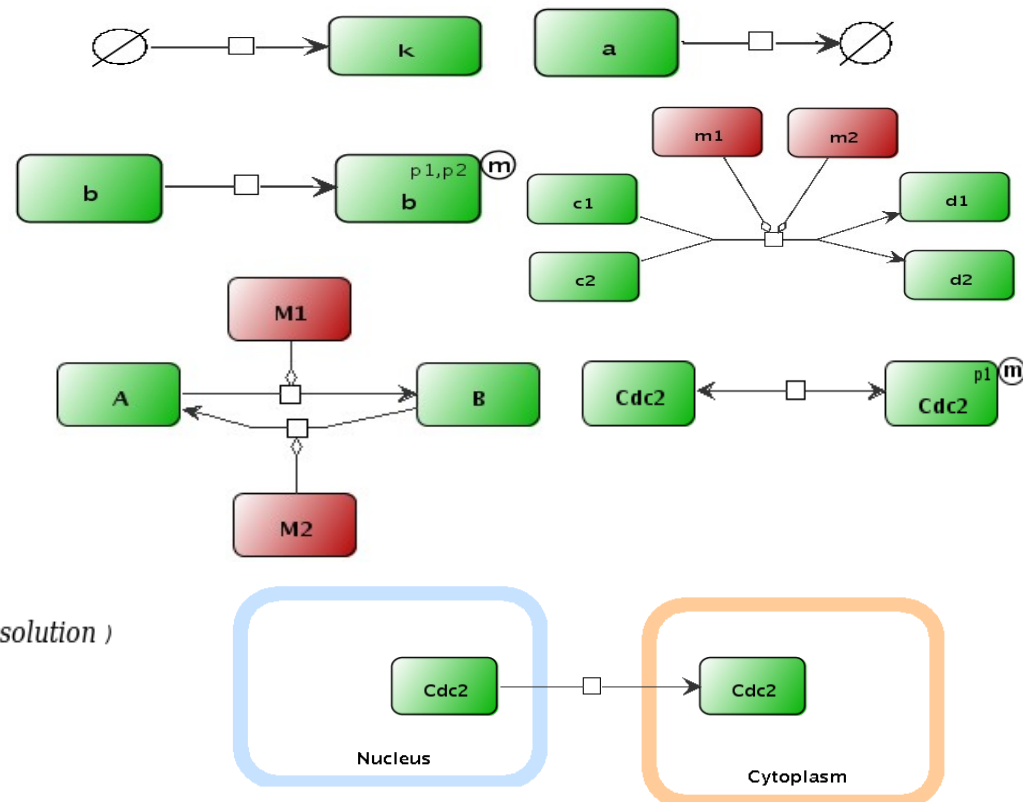 k
a
m1
m2
b
p1,p2
m
b
c1
d1
c2
d2
M1
A
B
Cdc2
p1
m
Cdc2
M2
solution )
Cdc2
Cdc2
Nucleus
Cytoplasm